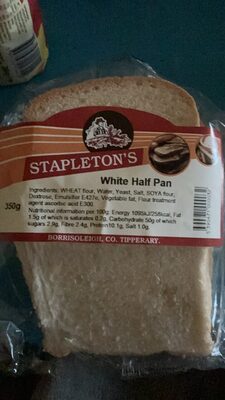 STAPLETON'S
White Half Pan
350g
Ingredients: WHEAT flour, Water, Yeast, Salt, SOYA flour,
Dextrose, Emulsifier E472e, Vegetable fat, Flour treatment
agent ascorbic acid E300.
Nutritional information per 100g: Energy 1095kJ/258kcal, Fat
1.5g of which is saturates 0.2g, Carbohydrate 50g of which
sugars 2.9g, Fibre 2.4g, Protein10.1g, Salt 1.0g.
BORRISOLEIGH, CO. TIPPERARY.